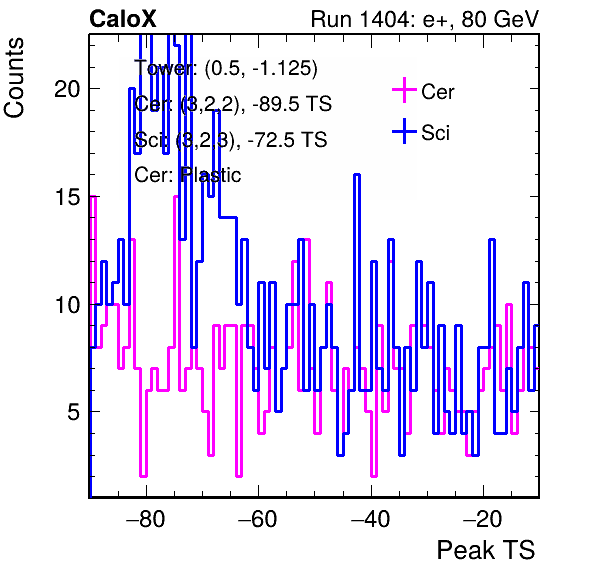 CaloX Run 1404: e+, 80 GeV
Counts
Tower: (0.5, -1.125)
Cer: (3,2,2), -89.5 TS
Sci: (3,2,3), -72.5 TS
Cer: Plastic
Cer
Sci
20
15
10
5
−80 −60 −40 −20
Peak TS